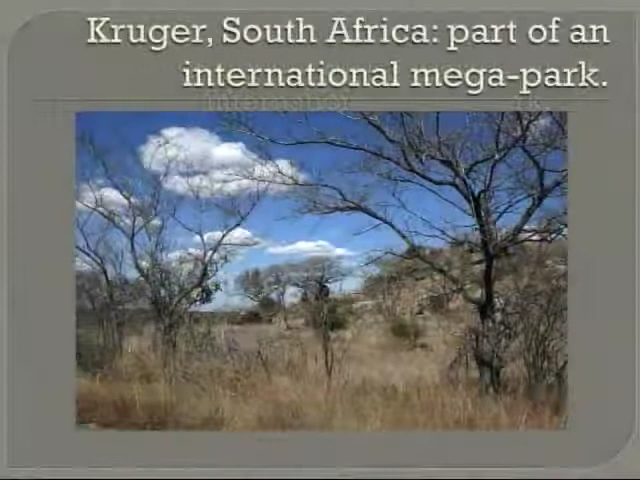 Kruger, South Africa: part of an
international mega-park.